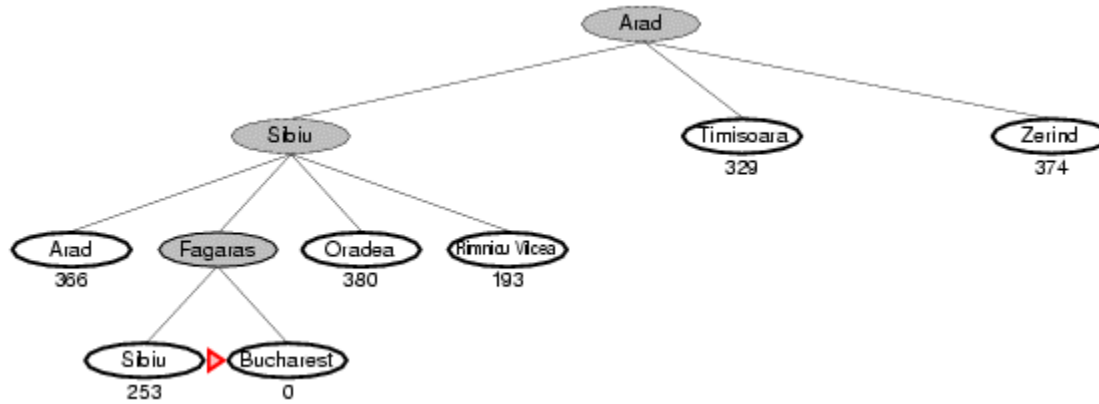 Arad
Sibiu
Timisoara
Zerind
329
374
Arad
Fagaras
Oradea
Rimnicu Vilcea
366
380
193
Sibiu
Bucharest
253
0